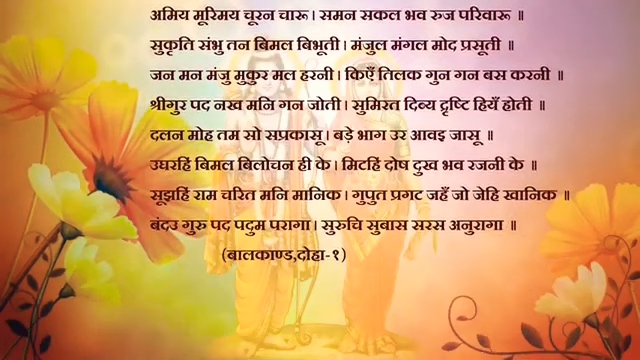 अमिय मूरिमय चूरन चारू। समन सकल भव रुज परिवारू ॥
सुकृति संभु तन बिमल बिभूती। मंजुल मंगल मोद प्रसूती ॥
जन मन मंजु मुकुर मल हरनी। किएँ तिलक गुन गन बस करनी ॥
श्रीगुर पद नख मनि गन जोती। सुमिरत दिव्य दृष्टि हियँ होती ॥
दलन मोह तम सो सप्रकासू। बड़े भाग उर आवइ जासू ॥
उघरहिं बिमल बिलोचन ही के। मिटहिं दोष दुख भव रजनी के ॥
सूझहिं राम चरित मनि मानिक। गुपुत प्रगट जहँ जो जेहि खानिक ॥
बंदउ गुरु पद पदुम परागा। सुरुचि सुबास सरस अनुरागा ॥
(बालकाण्ड,दोहा-१)